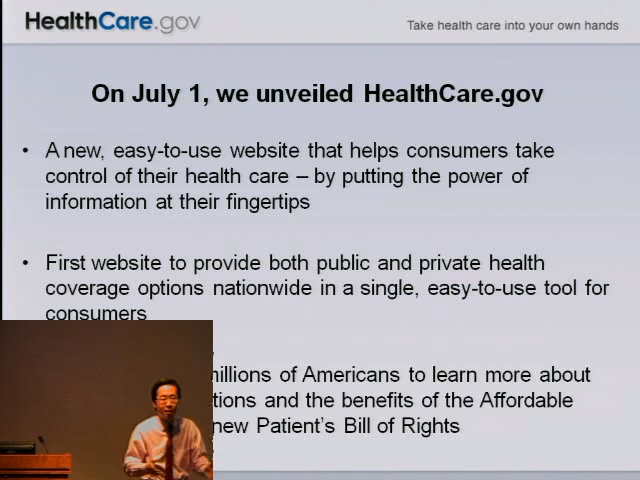 HealthCare.gov
Take health care into your own hands
On July 1, we unveiled HealthCare.gov
• A new, easy-to-use website that helps consumers take
control of their health care – by putting the power of
information at their fingertips
• First website to provide both public and private health
coverage options nationwide in a single, easy-to-use tool for
consumers
of Americans to learn more about
and the benefits of the Affordable
new Patient's Bill of Rights